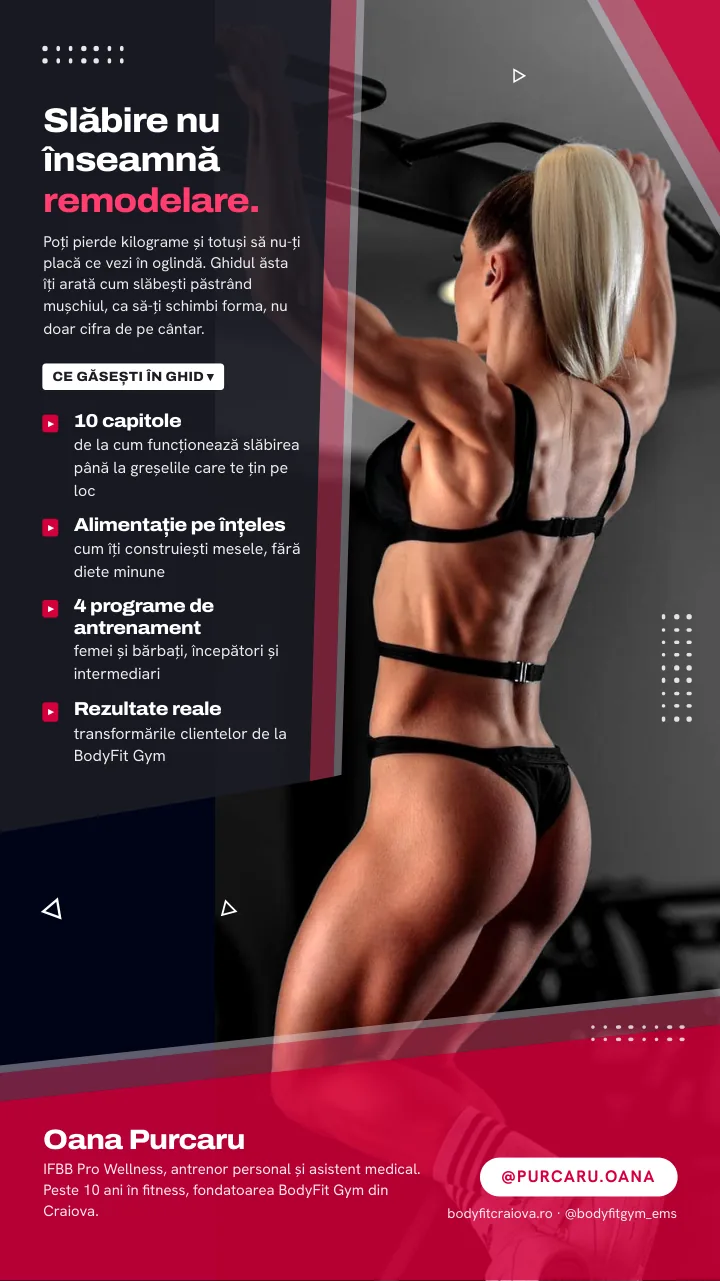 Slăbire nu
înseamnă
remodelare.
Poți pierde kilograme și totuși să nu-ți
placă ce vezi în oglindă. Ghidul ăsta
îți arată cum slăbești păstrând
mușchiul, ca să-ți schimbi forma, nu
doar cifra de pe cântar.
CE GĂSEȘTI ÎN GHID ▾
10 capitole
de la cum funcționează slăbirea
până la greșelile care te țin pe
loc
Alimentație pe înțeles
cum îți construiești mesele, fără
diete minune
4 programe de
antrenament
femei și bărbați, începători și
intermediari
Rezultate reale
transformările clientelor de la
BodyFit Gym
Oana Purcaru
IFBB Pro Wellness, antrenor personal și asistent medical.
Peste 10 ani în fitness, fondatoarea BodyFit Gym din
Craiova.
@PURCARU.OANA
bodyfitcraiova.ro · @bodyfitgym_ems